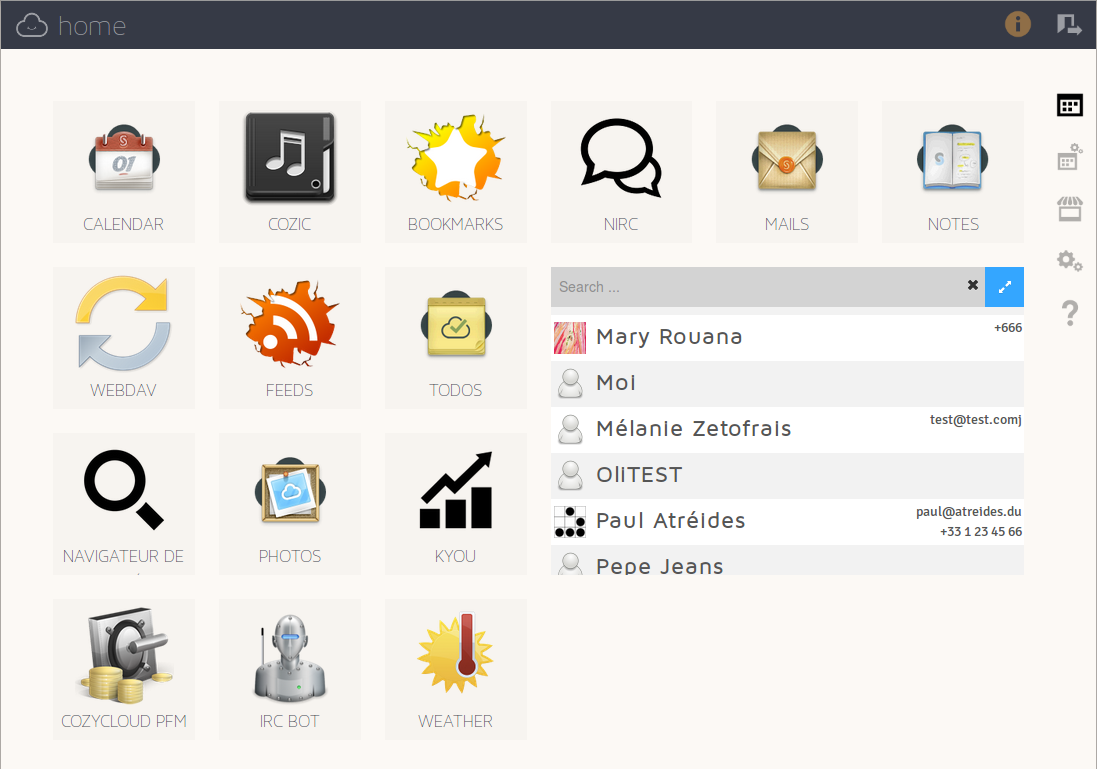 home
CALENDAR
COZIC
BOOKMARKS
NIRC
MAILS
NOTES
WEBDAV
FEEDS
TODOS
Search ...
Mary Rouana
+666
Moi
Mélanie Zetofrais
test@test.comj
OliTEST
Paul Atréides
paul@atreides.du
+33 1 23 45 66
Pepe Jeans
NAVIGATEUR DE
PHOTOS
KYOU
COZYCLOUD PFM
IRC BOT
WEATHER
01